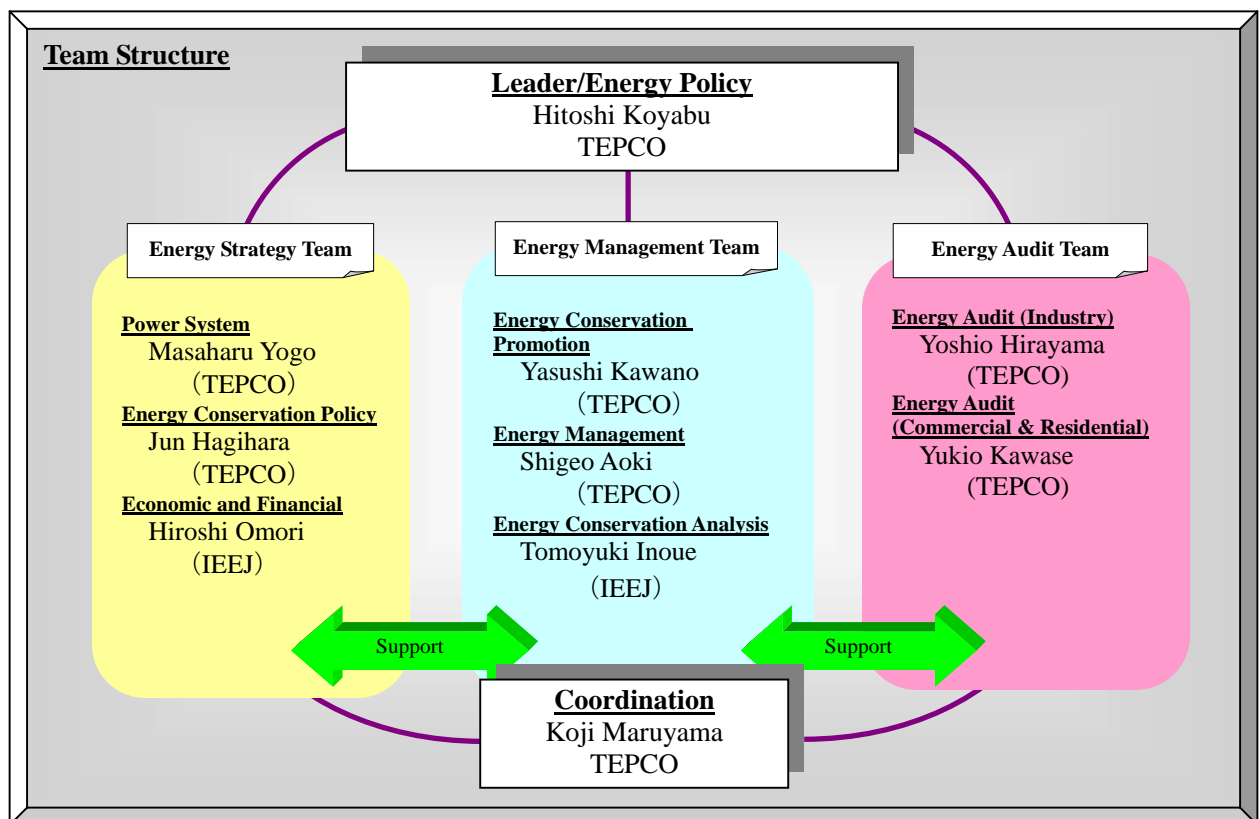 Team Structure
Leader/Energy Policy
Hitoshi Koyabu
TEPCO
Energy Strategy Team
Power System
Masaharu Yogo
（TEPCO）
Energy Conservation Policy
Jun Hagihara
（TEPCO）
Economic and Financial
Hiroshi Omori
（IEEJ）
Energy Management Team
Energy Conservation
Promotion
Yasushi Kawano
（TEPCO）
Energy Management
Shigeo Aoki
（TEPCO）
Energy Conservation Analysis
Tomoyuki Inoue
（IEEJ）
Energy Audit Team
Energy Audit (Industry)
Yoshio Hirayama
(TEPCO)
Energy Audit
(Commercial & Residential)
Yukio Kawase
(TEPCO)
Support
Support
Coordination
Koji Maruyama
TEPCO